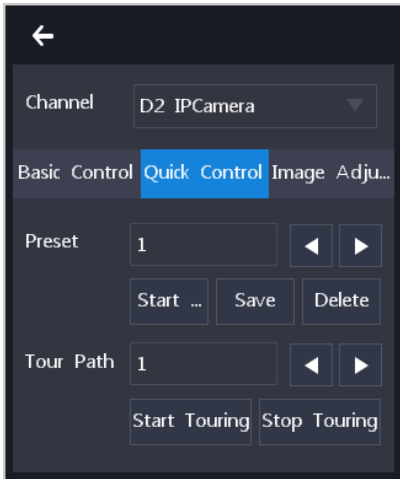 Channel D2 IPCamera
Basic Control Quick Control Image Adju...
Preset 1
Start ... Save Delete
Tour Path 1
Start Touring Stop Touring